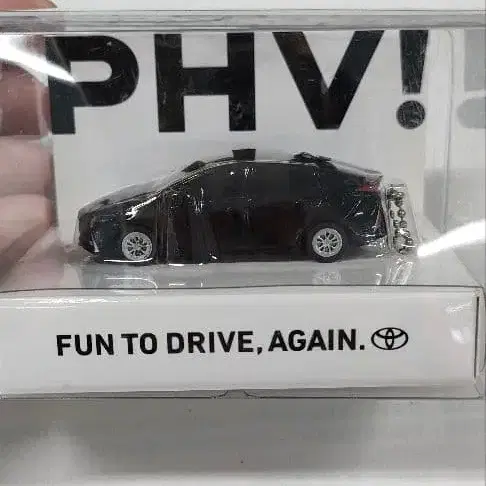 PHV!!
FUN TO DRIVE, AGAIN.